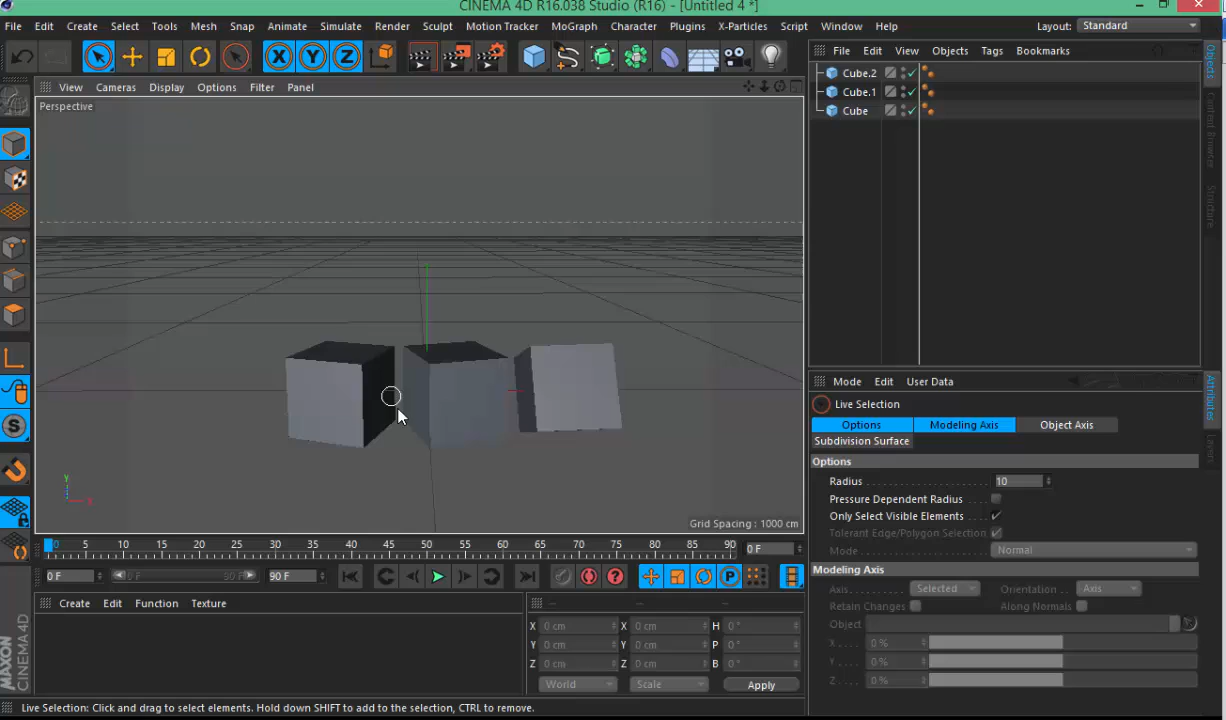 CINEMA 4D R16.038 Studio (R16) - [Untitled 4 *]
File Edit Create Select Tools Mesh Snap Animate Simulate Render Sculpt Motion Tracker MoGraph Character Plugins X-Particles Script Window Help Layout: Standard
X Y Z
View Cameras Display Options Filter Panel
Perspective
File Edit View Objects Tags Bookmarks
Cube.2
Cube.1
Cube
Objects
Content Browser
Structure
Y
X
Grid Spacing : 1000 cm
Mode Edit User Data
Live Selection
Options Modeling Axis Object Axis
Subdivision Surface
Options
Radius 10
Pressure Dependent Radius
Only Select Visible Elements
Tolerant Edge/Polygon Selection
Mode Normal
Modeling Axis
Axis Selected Orientation Axis
Retain Changes Along Normals
Object
X 0 %
Y 0 %
Z 0 %
Attributes
Layers
0 5 10 15 20 25 30 35 40 45 50 55 60 65 70 75 80 85 90 0 F
0 F 0 F 90 F 90 F
Create Edit Function Texture
X 0 cm X 0 cm H 0 °
Y 0 cm Y 0 cm P 0 °
Z 0 cm Z 0 cm B 0 °
World Scale Apply
MAXON
CINEMA 4D
Live Selection: Click and drag to select elements. Hold down SHIFT to add to the selection, CTRL to remove.